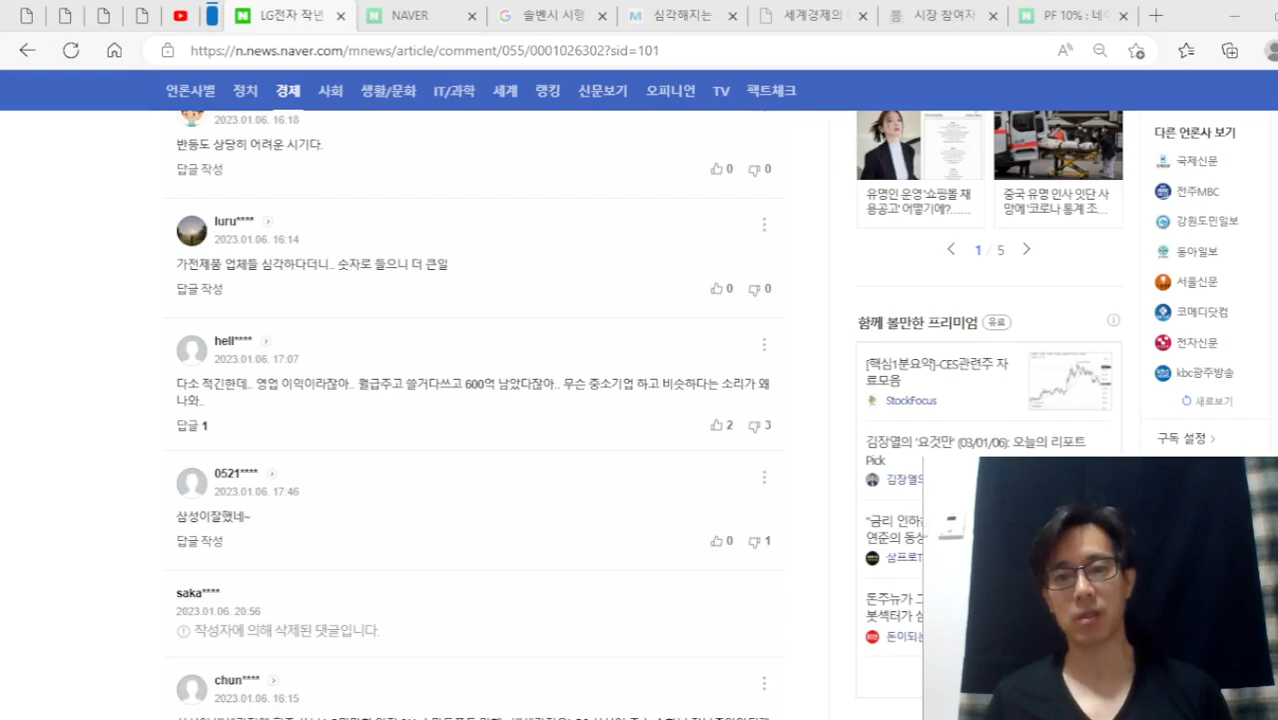 LG전자 작년
NAVER
솔벤시 시행
심각해지는
세계경제의
시장 참여자
PF 10% : 네이
https://n.news.naver.com/mnews/article/comment/055/0001026302?sid=101
언론사별 정치 경제 사회 생활/문화 IT/과학 세계 랭킹 신문보기 오피니언 TV 팩트체크
2023.01.06. 16:18
반등도 상당히 어려운 시기다.
답글 작성
0 0
luru****
2023.01.06. 16:14
가전제품 업체들 심각하다더니.. 숫자로 들으니 더 큰일
답글 작성
0 0
hell****
2023.01.06. 17:07
다소 적긴한데.. 영업 이익이라잖아.. 월급주고 쓸거다쓰고 600억 남았다잖아.. 무슨 중소기업 하고 비슷하다는 소리가 왜
나와..
답글 1
2 3
0521****
2023.01.06. 17:46
삼성이잘했네~
답글 작성
0 1
saka****
2023.01.06. 20:56
작성자에 의해 삭제된 댓글입니다.
chun****
2023.01.06. 16:15
유명인 운영 '쇼핑몰 채
용공고' 어떻기에?……
중국 유명 인사 잇단 사
망에 '코로나 통계 조…
1 / 5
함께 볼만한 프리미엄 유료
[핵심1분요약]-CES관련주 자
료모음
StockFocus
김장열의 '요것만' (03/01/06): 오늘의 리포트
Pick
김장열의
"금리 인하
연준의 동상
삼프로T
돈주뉴가 그
봇섹터가 심
돈이되는
다른 언론사 보기
국제신문
전주MBC
강원도민일보
동아일보
서울신문
코메디닷컴
전자신문
kbc광주방송
새로보기
구독 설정